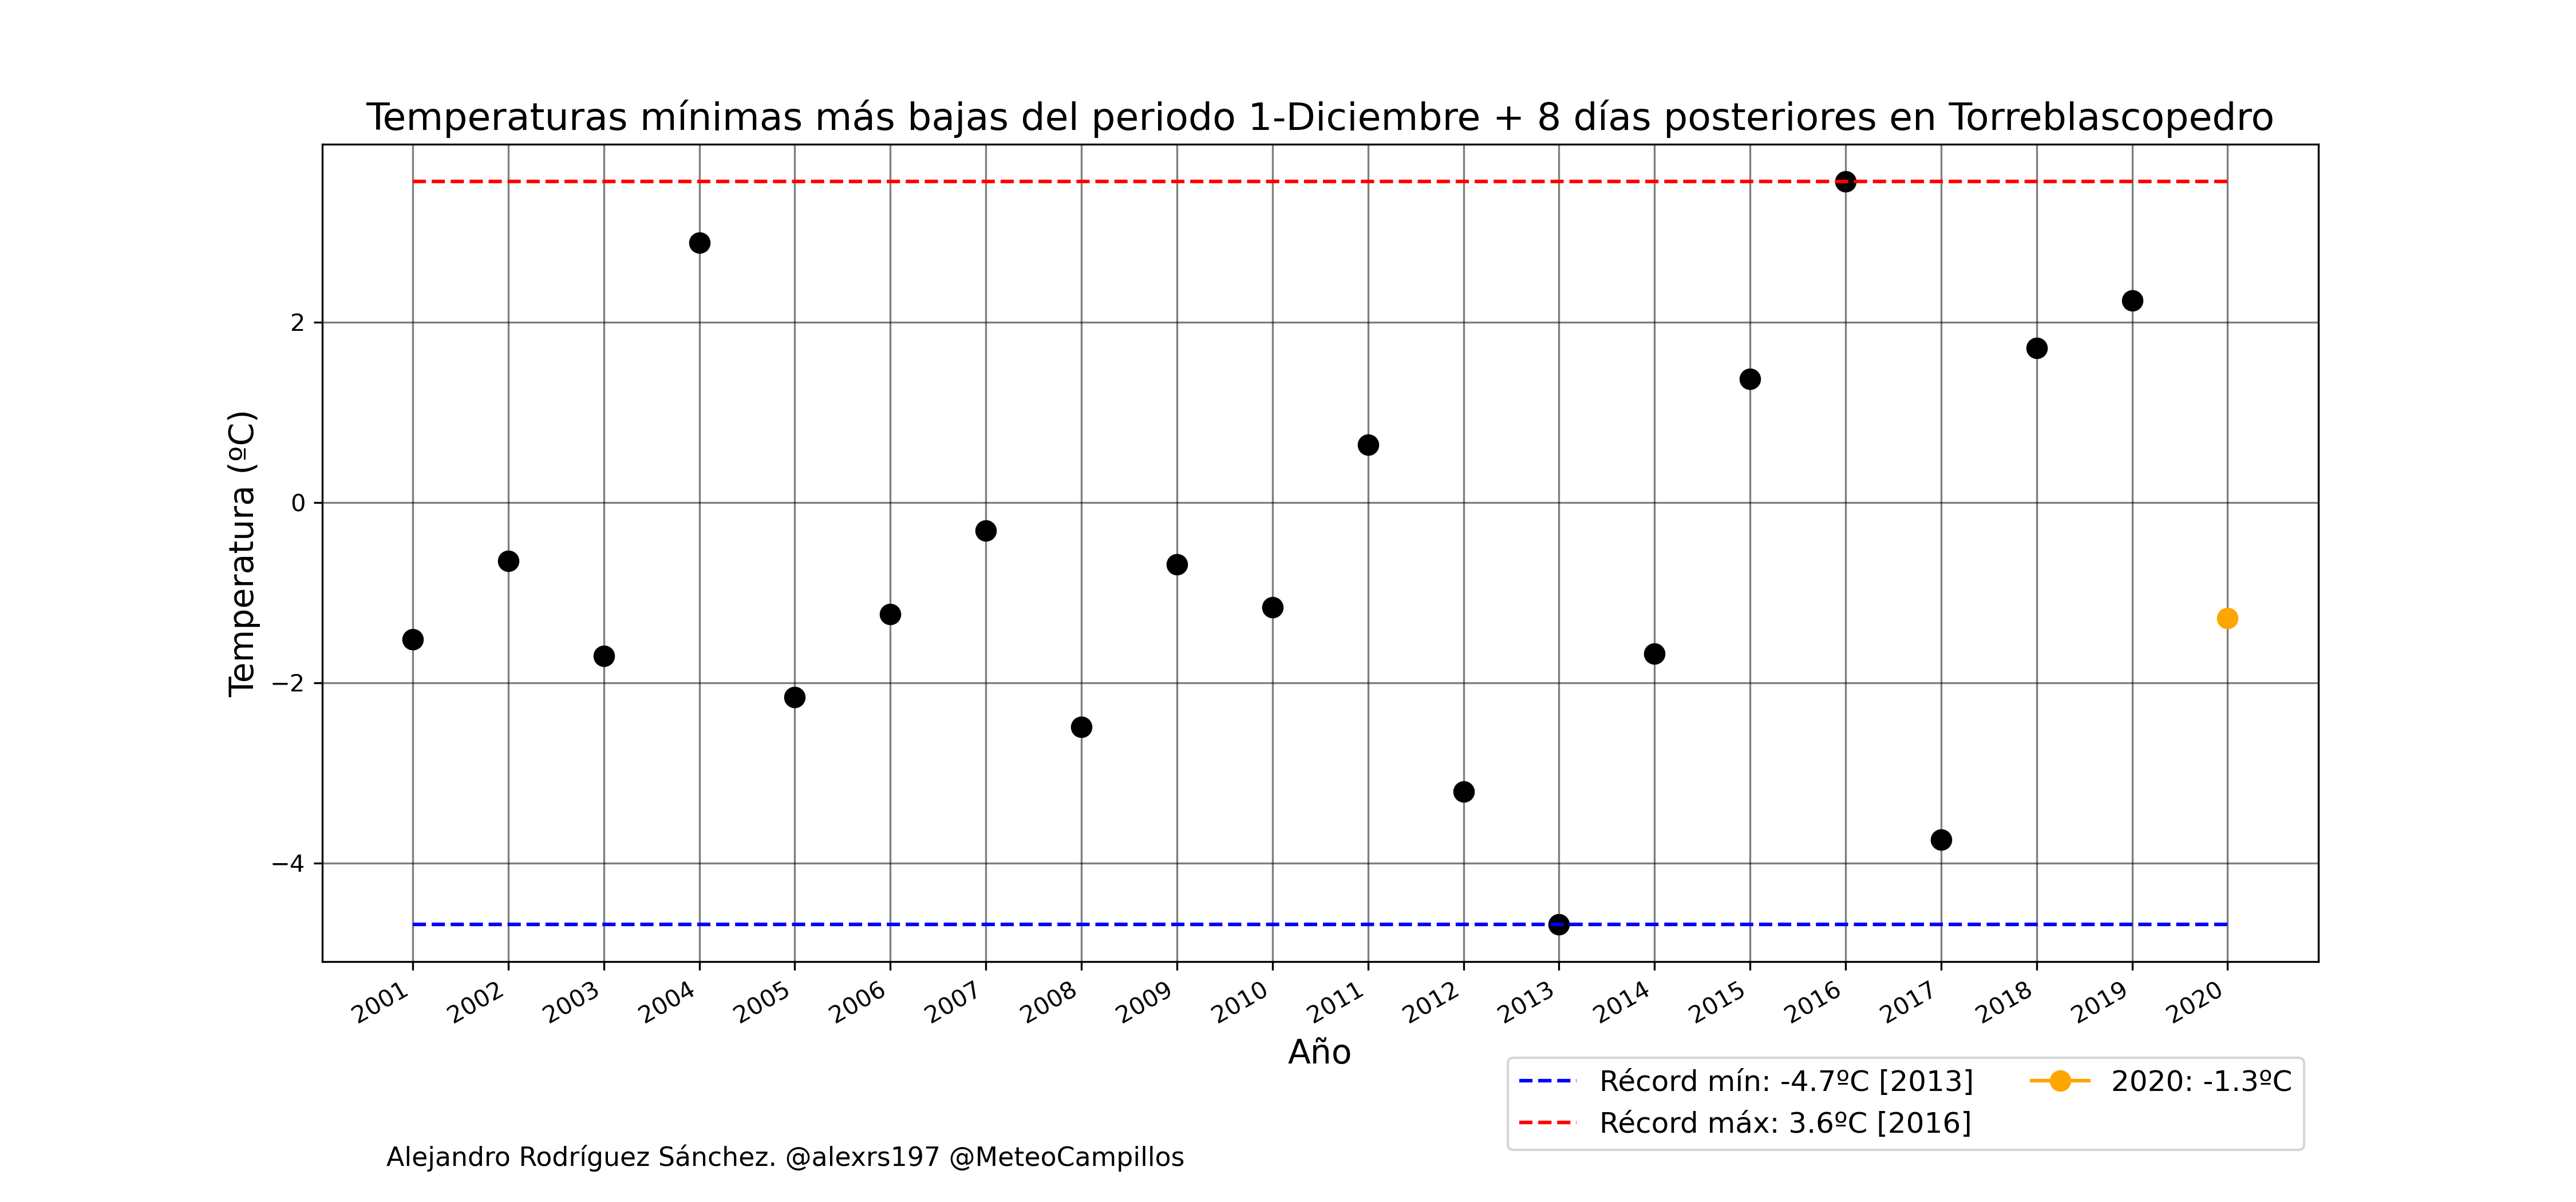 Temperaturas mínimas más bajas del periodo 1-Diciembre + 8 días posteriores en Torreblascopedro
Temperatura (ºC)
2
0
−2
−4
2001 2002 2003 2004 2005 2006 2007 2008 2009 2010 2011 2012 2013 2014 2015 2016 2017 2018 2019 2020
Año
Récord mín: -4.7ºC [2013]
Récord máx: 3.6ºC [2016]
2020: -1.3ºC
Alejandro Rodríguez Sánchez. @alexrs197 @MeteoCampillos